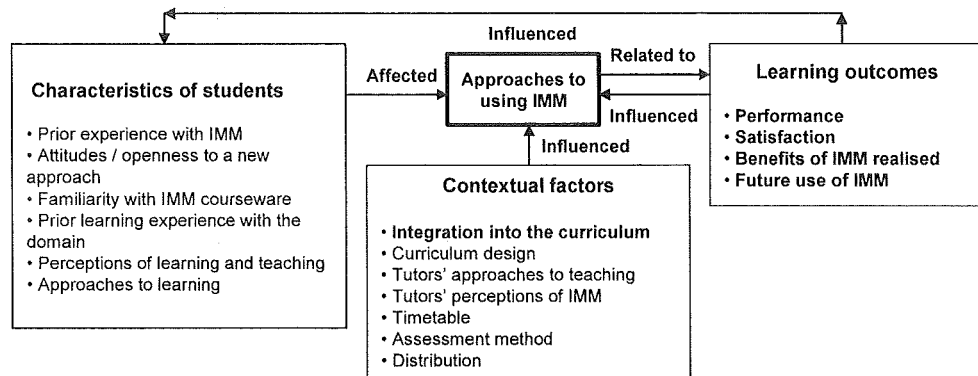 Influenced
Characteristics of students
• Prior experience with IMM
• Attitudes / openness to a new
approach
• Familiarity with IMM courseware
• Prior learning experience with the
domain
• Perceptions of learning and teaching
• Approaches to learning
Affected
Approaches to
using IMM
Related to
Influenced
Influenced
Learning outcomes
• Performance
• Satisfaction
• Benefits of IMM realised
• Future use of IMM
Contextual factors
• Integration into the curriculum
• Curriculum design
• Tutors' approaches to teaching
• Tutors' perceptions of IMM
• Timetable
• Assessment method
• Distribution